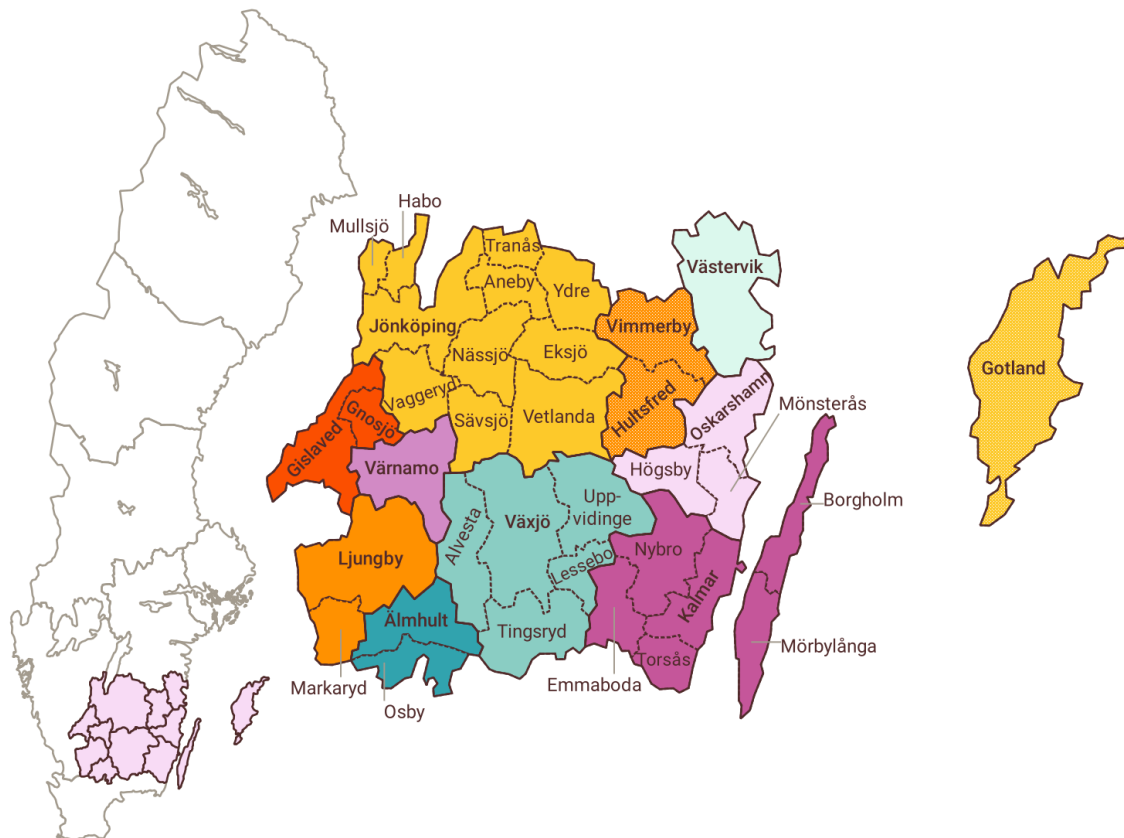 Habo
Mullsjö
Tranås
Aneby
Ydre
Västervik
Jönköping
Vimmerby
Nässjö
Eksjö
Gotland
Vaggeryd
Gnosjö
Gislaved
Sävsjö
Vetlanda
Hultsfred
Oskarshamn
Mönsterås
Värnamo
Högsby
Borgholm
Alvesta
Växjö
Upp-
vidinge
Ljungby
Lessebo
Nybro
Kalmar
Älmhult
Tingsryd
Torsås
Mörbylånga
Markaryd
Osby
Emmaboda